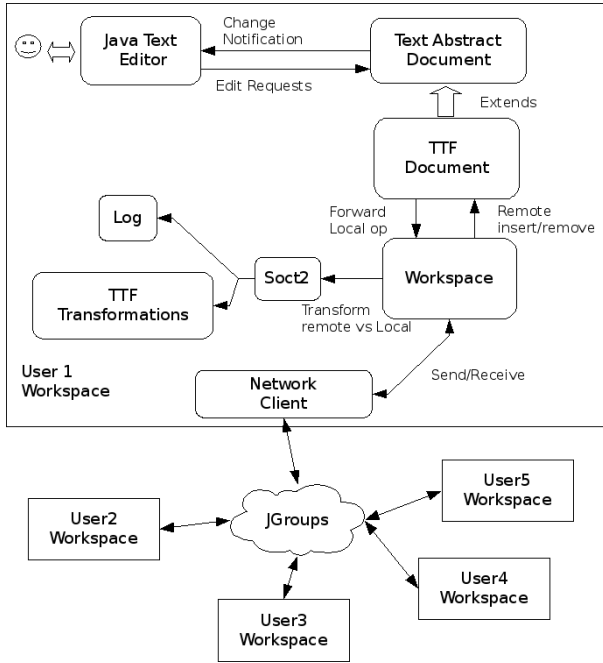 Change
Notification
Java Text
Editor
Text Abstract
Document
Edit Requests
Extends
TTF
Document
Forward
Local op
Remote
insert/remove
Log
Soct2
Workspace
TTF
Transformations
Transform
remote vs Local
User 1
Workspace
Network
Client
Send/Receive
User2
Workspace
JGroups
User5
Workspace
User4
Workspace
User3
Workspace